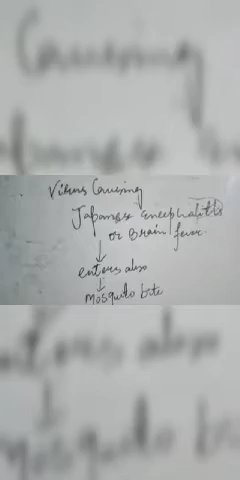 Virus Causing
Japanese encephalitis
or Brain fever.
enters also
mosquito bite